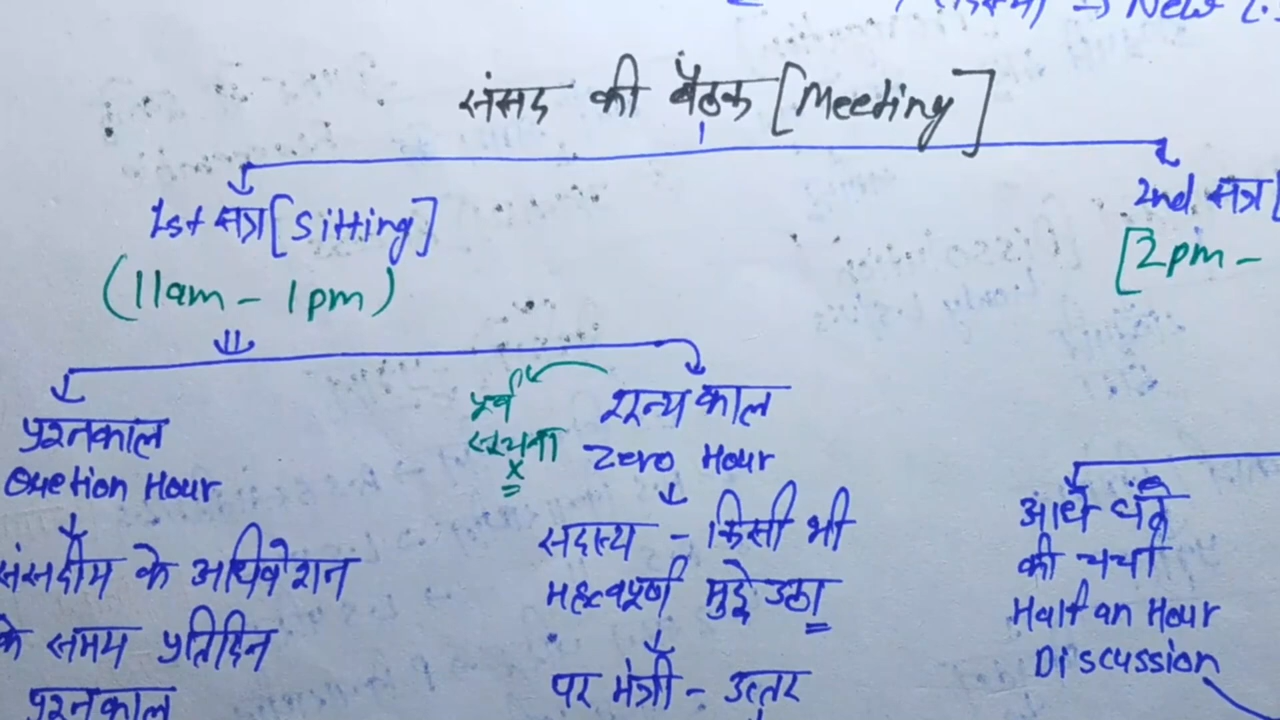 → New
संसद की बैठक [Meeting]
1st सत्र [Sitting]
(11am - 1pm)
2nd सत्र [
[2pm -
प्रश्नकाल
Quetion Hour
संसदीम के अधिवेशन
के समय प्रतिदिन
प्रश्नकाल
पूर्व
सूचना
x
शून्यकाल
Zero Hour
सदस्य - किसी भी
महत्वपूर्ण मुद्दे उठा
पर मंत्री - उत्तर
आधे घंटे
की चर्चा
Half an Hour
Discussion